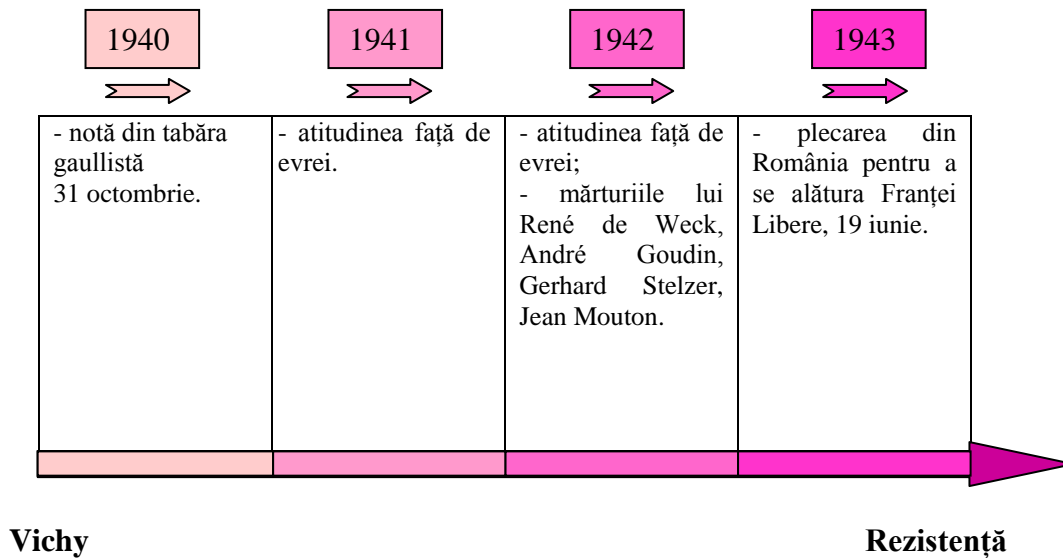 1940
1941
1942
1943
- notă din tabăra
gaullistă
31 octombrie.
- atitudinea față de
evrei.
- atitudinea față de
evrei;
- mărturiile lui
René de Weck,
André Goudin,
Gerhard Stelzer,
Jean Mouton.
- plecarea din
România pentru a
se alătura Franței
Libere, 19 iunie.
Vichy
Rezistență